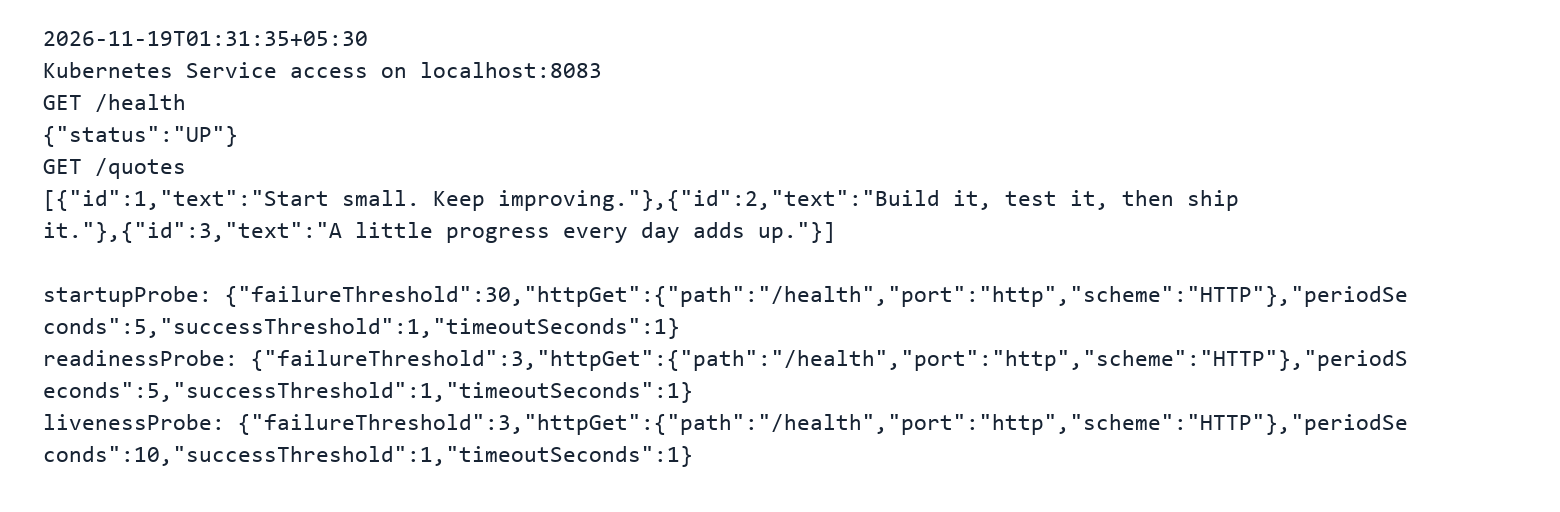 2026-11-19T01:31:35+05:30
Kubernetes Service access on localhost:8083
GET /health
{"status":"UP"}
GET /quotes
[{"id":1,"text":"Start small. Keep improving."},{"id":2,"text":"Build it, test it, then ship
it."},{"id":3,"text":"A little progress every day adds up."}]

startupProbe: {"failureThreshold":30,"httpGet":{"path":"/health","port":"http","scheme":"HTTP"},"periodSe
conds":5,"successThreshold":1,"timeoutSeconds":1}
readinessProbe: {"failureThreshold":3,"httpGet":{"path":"/health","port":"http","scheme":"HTTP"},"periodS
econds":5,"successThreshold":1,"timeoutSeconds":1}
livenessProbe: {"failureThreshold":3,"httpGet":{"path":"/health","port":"http","scheme":"HTTP"},"periodSe
conds":10,"successThreshold":1,"timeoutSeconds":1}